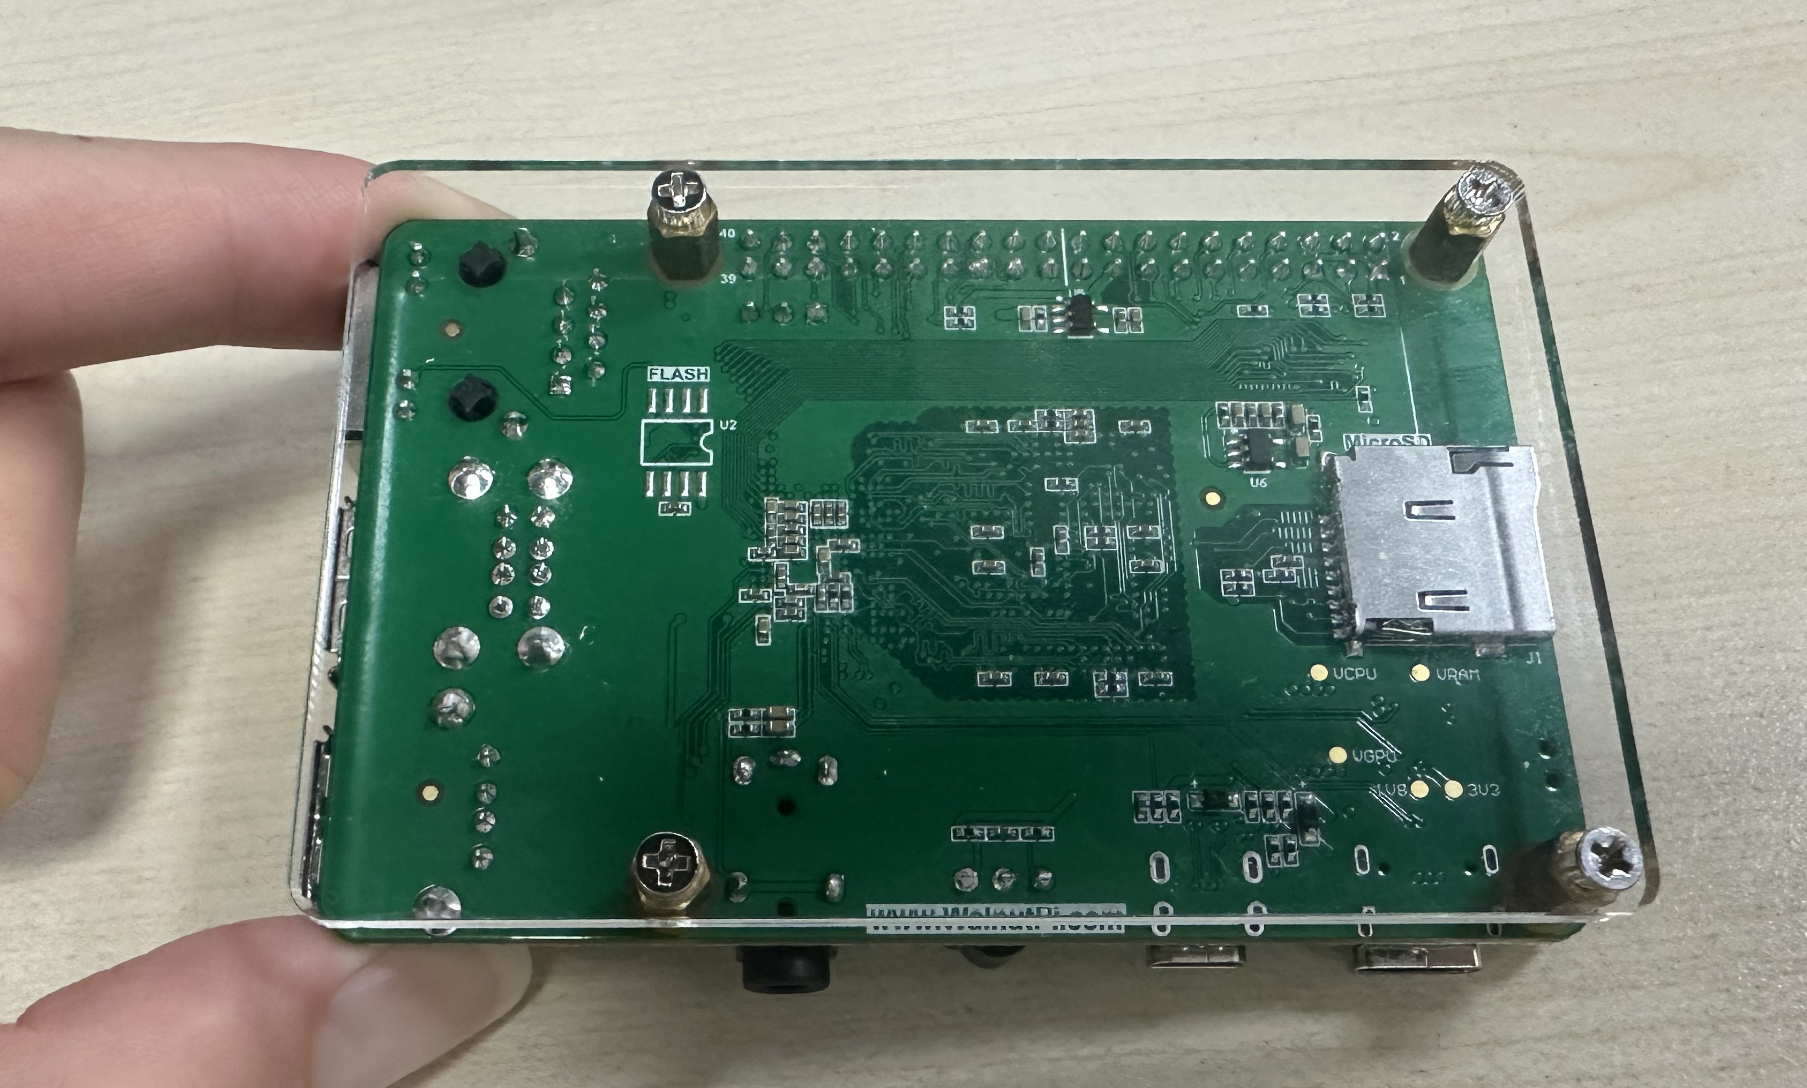 40
2
39
1
FLASH
U2
MicroSD
U6
J1
VCPU
VRAM
VGPU
1V8
3V3
www.WalnutPi.com